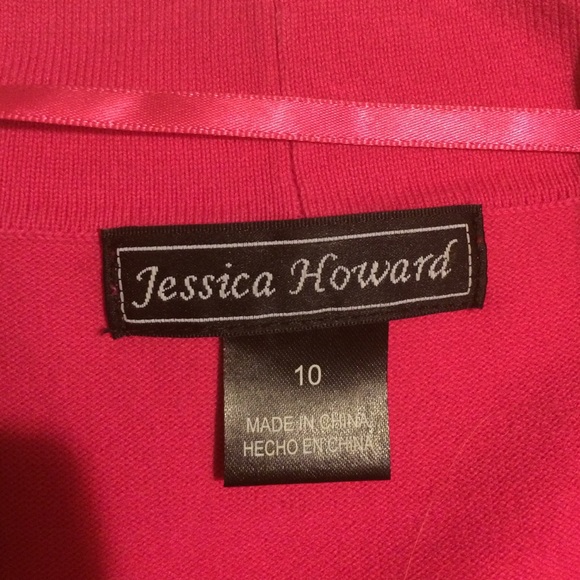 Jessica Howard
10
MADE IN CHINA
HECHO EN CHINA